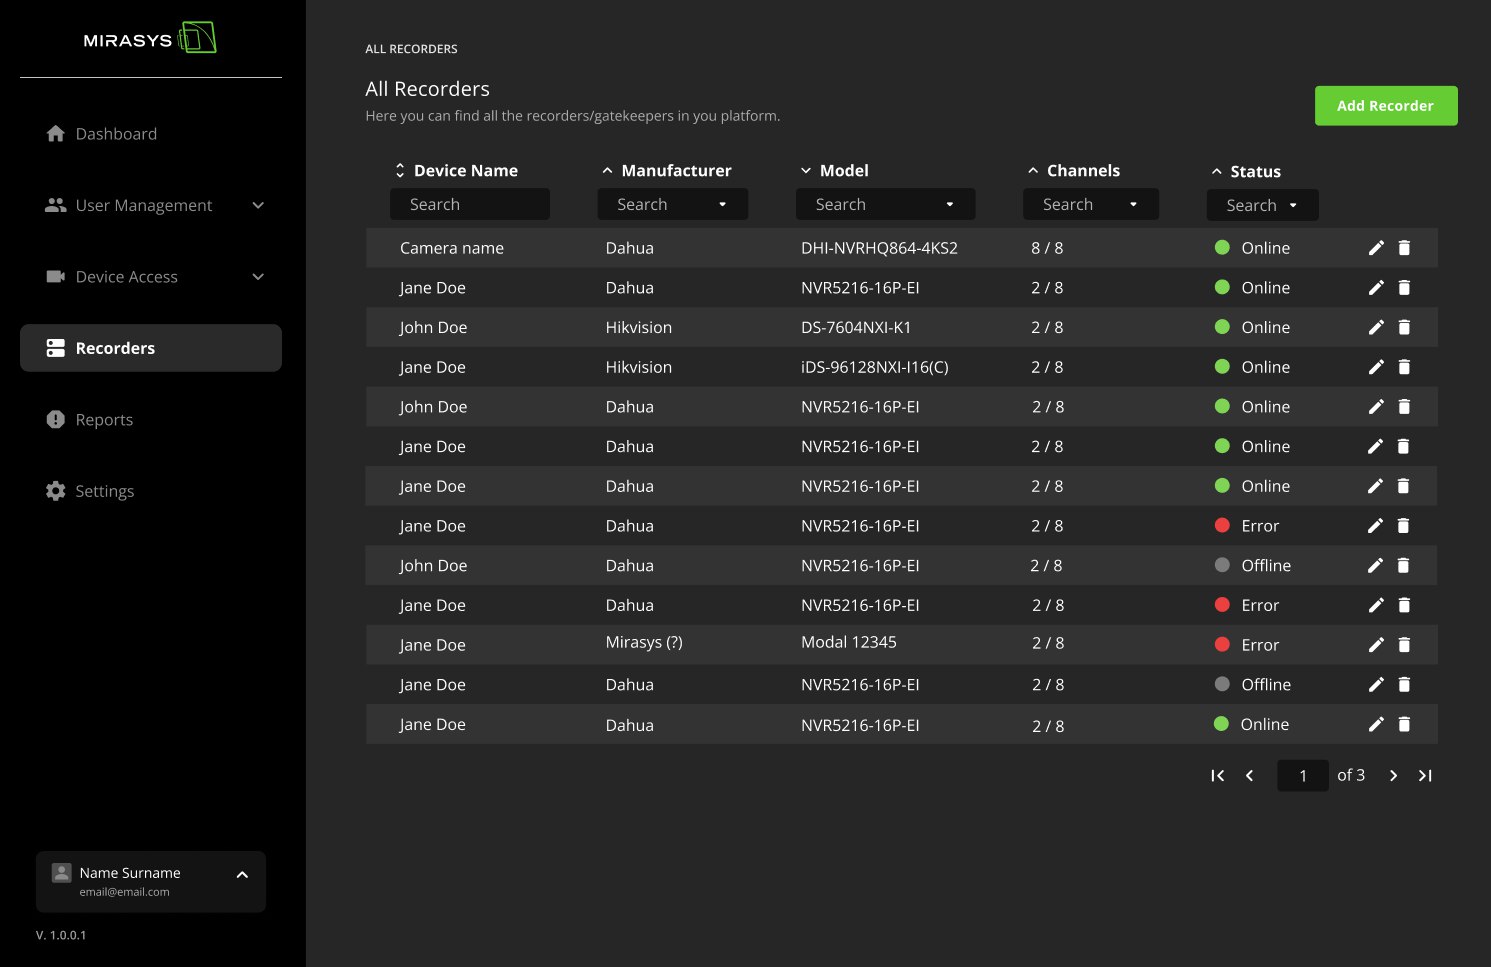 MIRASYS
Dashboard
User Management
Device Access
Recorders
Reports
Settings
Name Surname
email@email.com
V. 1.0.0.1
ALL RECORDERS
All Recorders
Here you can find all the recorders/gatekeepers in you platform.
Add Recorder
Device Name Manufacturer Model Channels Status
Search Search Search Search Search
Camera name Dahua DHI-NVRHQ864-4KS2 8 / 8 Online
Jane Doe Dahua NVR5216-16P-EI 2 / 8 Online
John Doe Hikvision DS-7604NXI-K1 2 / 8 Online
Jane Doe Hikvision iDS-96128NXI-I16(C) 2 / 8 Online
John Doe Dahua NVR5216-16P-EI 2 / 8 Online
Jane Doe Dahua NVR5216-16P-EI 2 / 8 Online
Jane Doe Dahua NVR5216-16P-EI 2 / 8 Online
Jane Doe Dahua NVR5216-16P-EI 2 / 8 Error
John Doe Dahua NVR5216-16P-EI 2 / 8 Offline
Jane Doe Dahua NVR5216-16P-EI 2 / 8 Error
Jane Doe Mirasys (?) Modal 12345 2 / 8 Error
Jane Doe Dahua NVR5216-16P-EI 2 / 8 Offline
Jane Doe Dahua NVR5216-16P-EI 2 / 8 Online
1 of 3